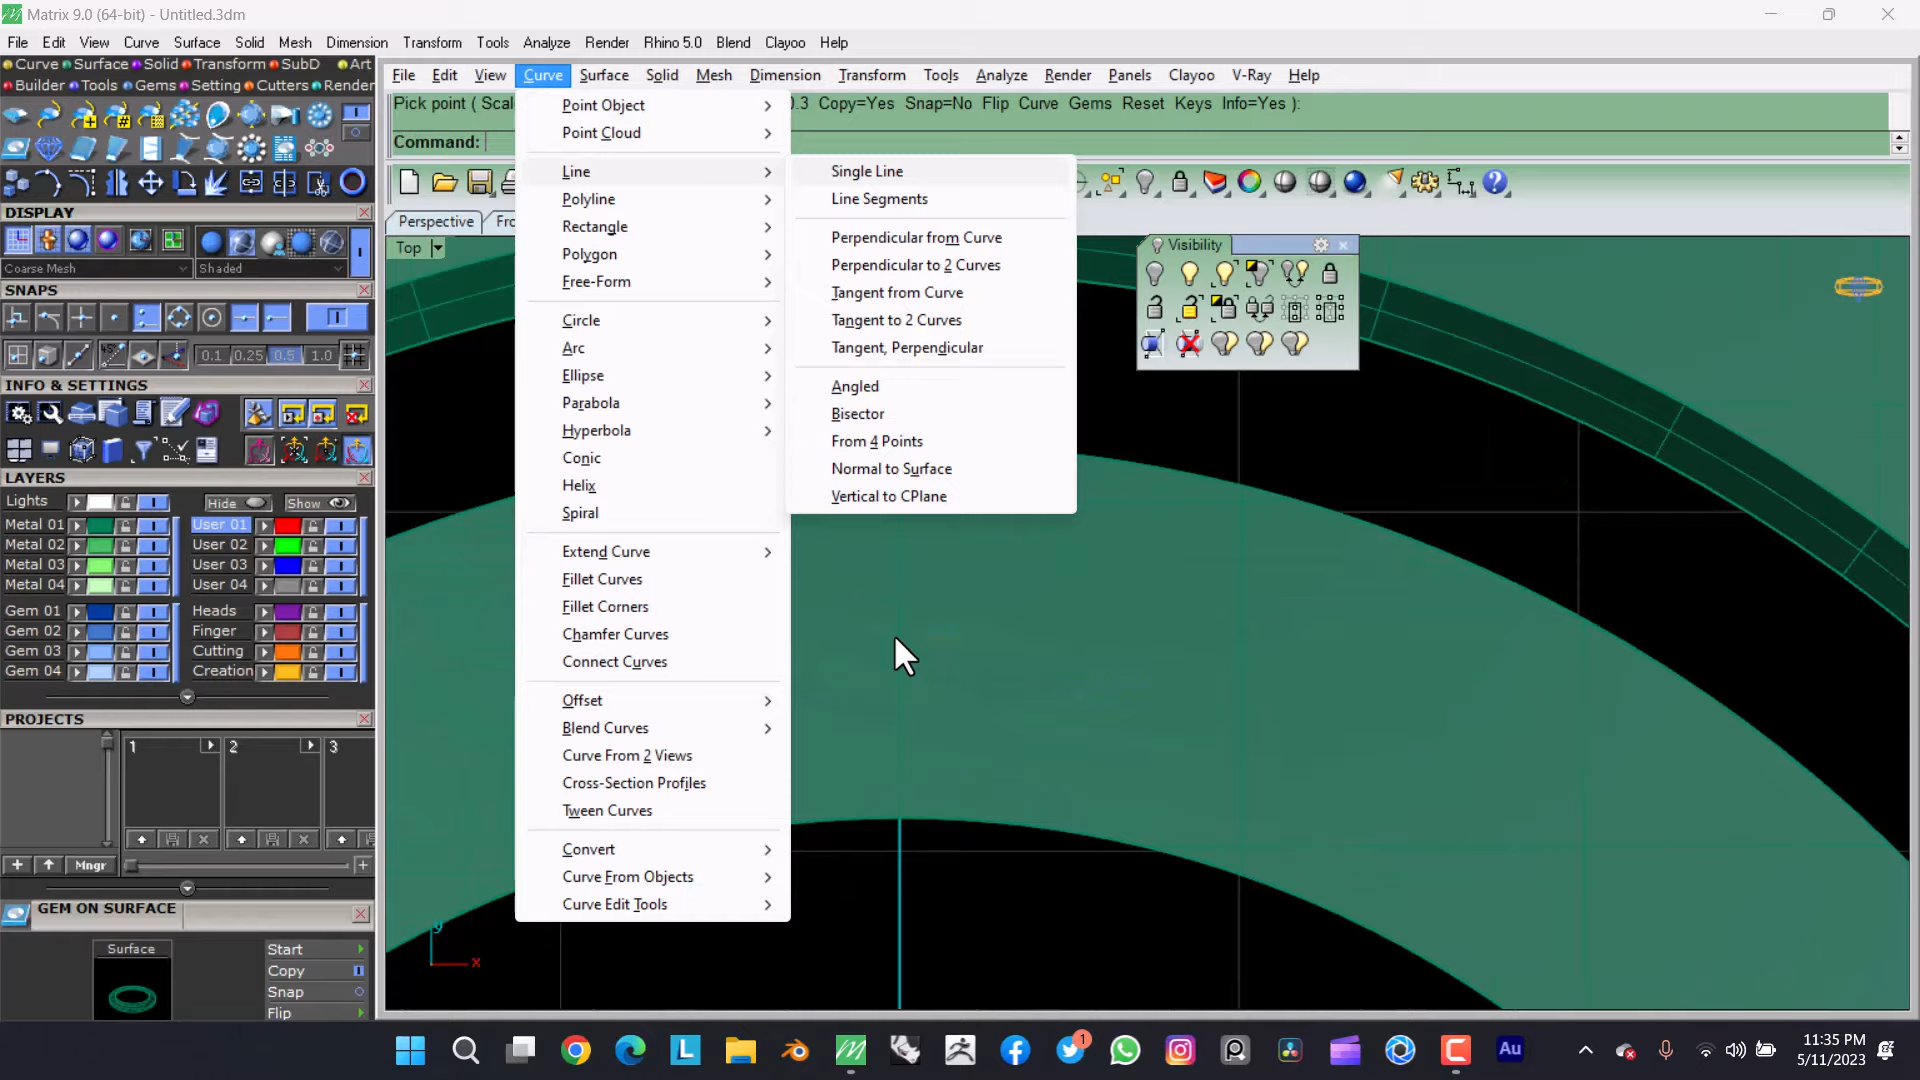 Matrix 9.0 (64-bit) - Untitled.3dm
File Edit View Curve Surface Solid Mesh Dimension Transform Tools Analyze Render Rhino 5.0 Blend Clayoo Help
Curve Surface Solid Transform SubD Art
Builder Tools Gems Setting Cutters Render
DISPLAY
Coarse Mesh Shaded
SNAPS
0.1 0.25 0.5 1.0
INFO & SETTINGS
LAYERS
Lights Hide Show
Metal 01 User 01
Metal 02 User 02
Metal 03 User 03
Metal 04 User 04
Gem 01 Heads
Gem 02 Finger
Gem 03 Cutting
Gem 04 Creation
PROJECTS
1 2 3
Mngr
GEM ON SURFACE
Surface
Start
Copy
Snap
Flip
File Edit View Curve Surface Solid Mesh Dimension Transform Tools Analyze Render Panels Clayoo V-Ray Help
Pick point ( Scal 0.3 Copy=Yes Snap=No Flip Curve Gems Reset Keys Info=Yes ):
Command:
Perspective Fro
Top
Point Object
Point Cloud
Line
Polyline
Rectangle
Polygon
Free-Form
Circle
Arc
Ellipse
Parabola
Hyperbola
Conic
Helix
Spiral
Extend Curve
Fillet Curves
Fillet Corners
Chamfer Curves
Connect Curves
Offset
Blend Curves
Curve From 2 Views
Cross-Section Profiles
Tween Curves
Convert
Curve From Objects
Curve Edit Tools
Single Line
Line Segments
Perpendicular from Curve
Perpendicular to 2 Curves
Tangent from Curve
Tangent to 2 Curves
Tangent, Perpendicular
Angled
Bisector
From 4 Points
Normal to Surface
Vertical to CPlane
Visibility
x
L
1
Au
11:35 PM
5/11/2023